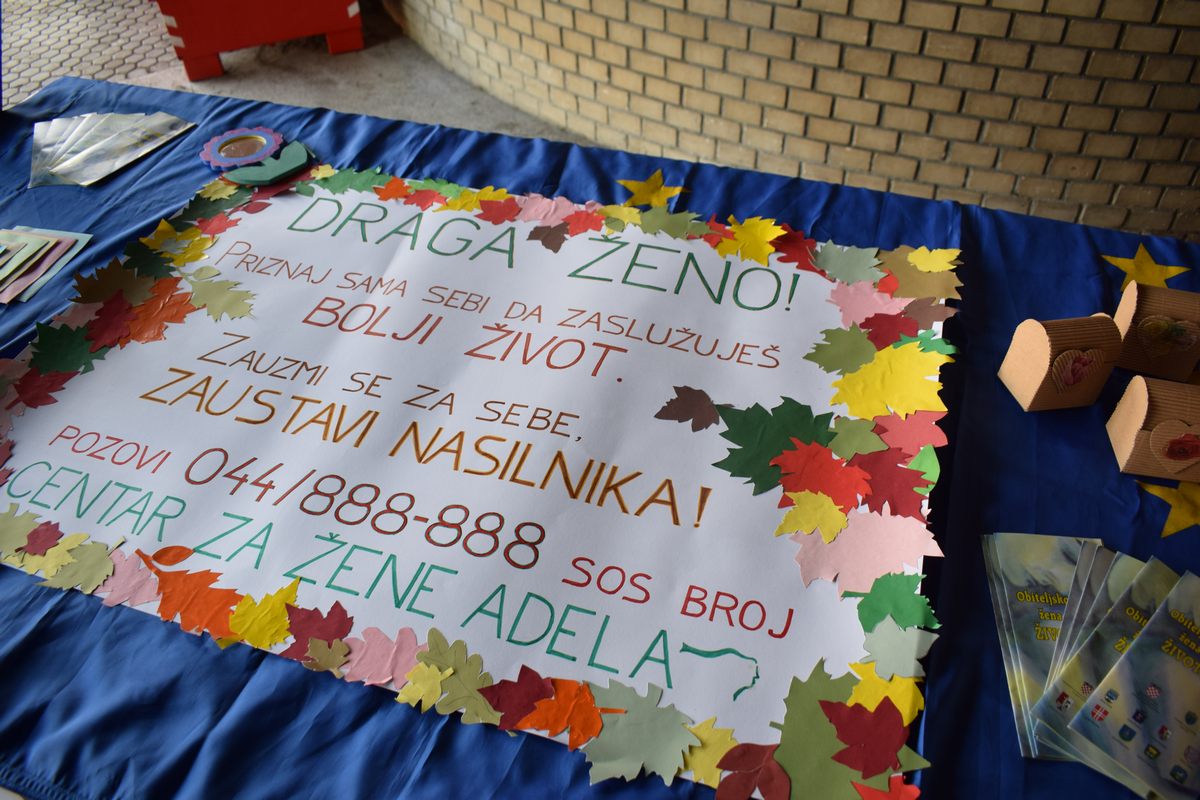 DRAGA ŽENO!
PRIZNAJ SAMA SEBI DA ZASLUŽUJEŠ
BOLJI ŽIVOT.
ZAUZMI SE ZA SEBE,
ZAUSTAVI NASILNIKA!
POZOVI 044/888-888 SOS BROJ
CENTAR ZA ŽENE ADELA
žena